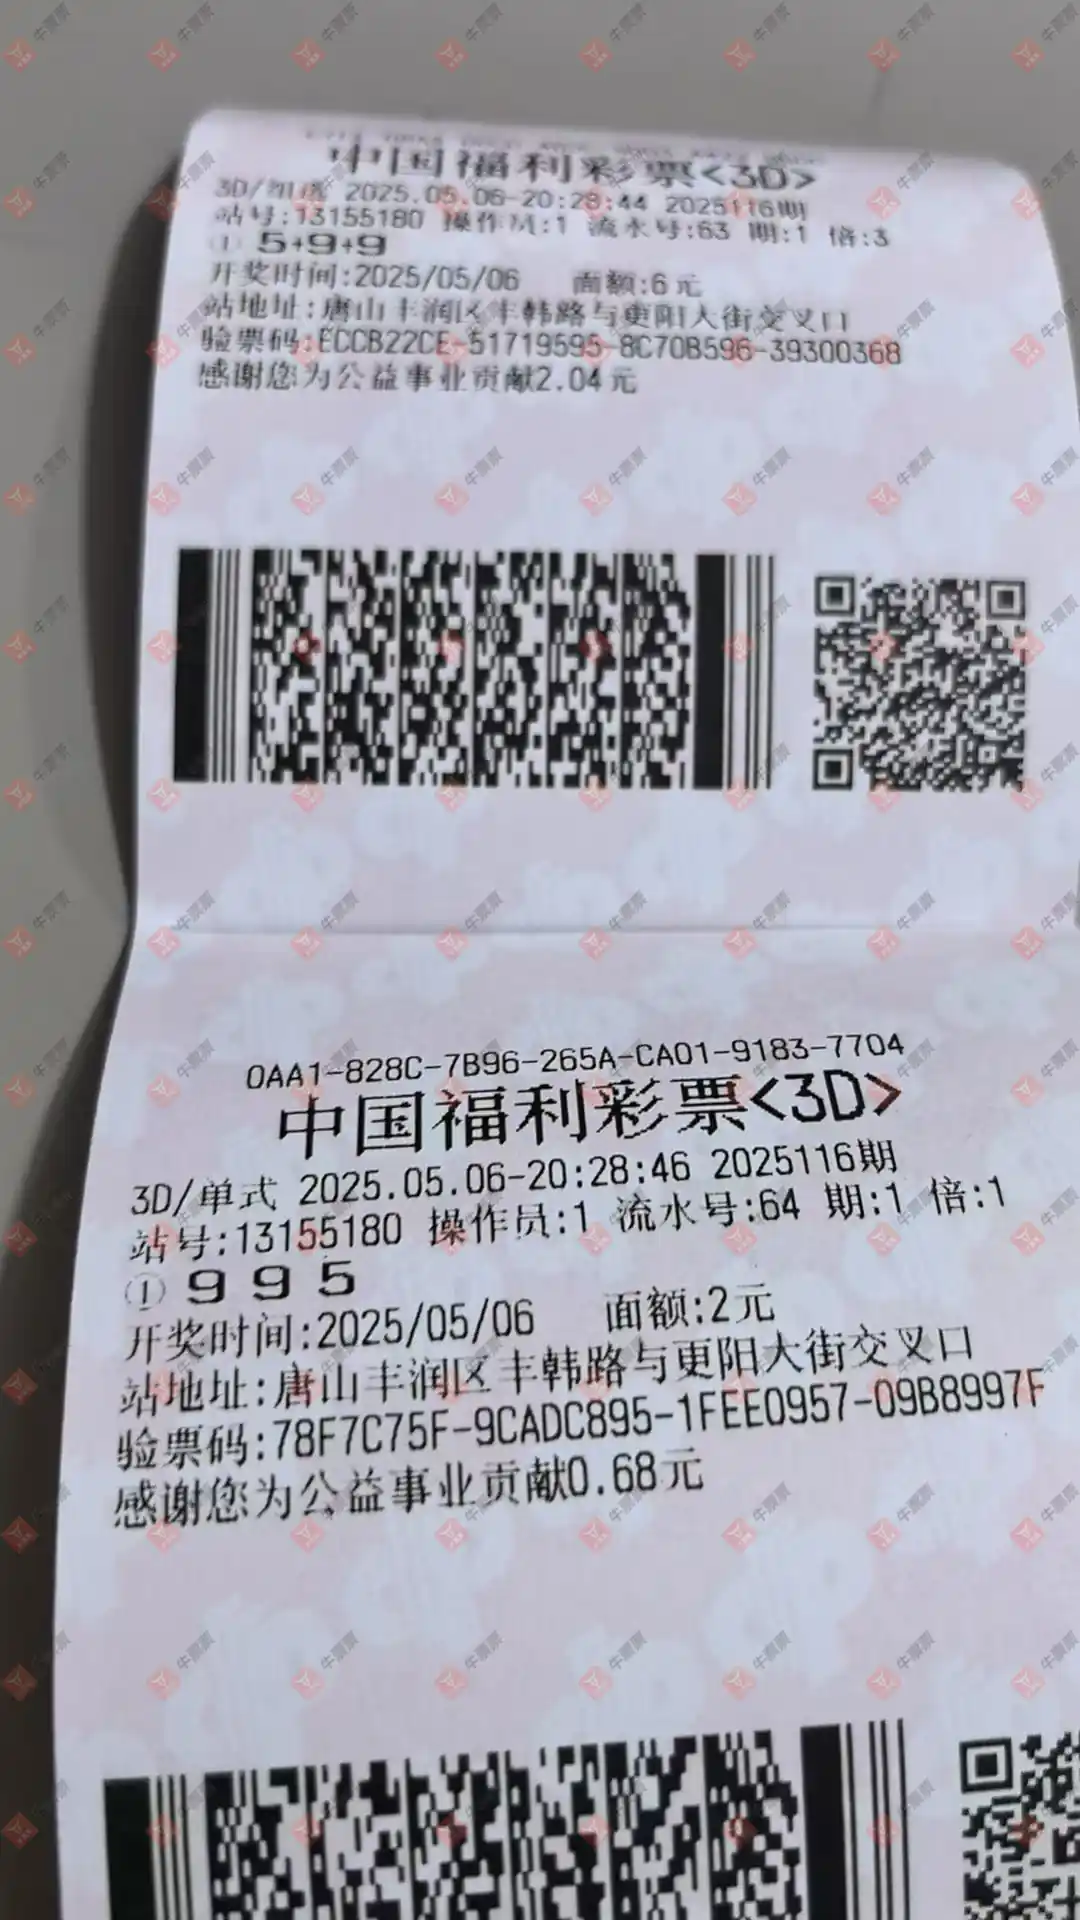 中国福利彩票<3D>
3D/组选 2025.05.06-20:28:44 2025116期
站号:13155180 操作员:1 流水号:63 期:1 倍:3
① 5+9+9
开奖时间:2025/05/06 面额:6元
站地址:唐山丰润区丰韩路与更阳大街交叉口
验票码:ECCB22CE-51719595-8C70B596-39300368
感谢您为公益事业贡献2.04元
0AA1-828C-7B96-265A-CA01-9183-7704
中国福利彩票<3D>
3D/单式 2025.05.06-20:28:46 2025116期
站号:13155180 操作员:1 流水号:64 期:1 倍:1
① 9 9 5
开奖时间:2025/05/06 面额:2元
站地址:唐山丰润区丰韩路与更阳大街交叉口
验票码:78F7C75F-9CADC895-1FEE0957-09B8997F
感谢您为公益事业贡献0.68元
牛票票